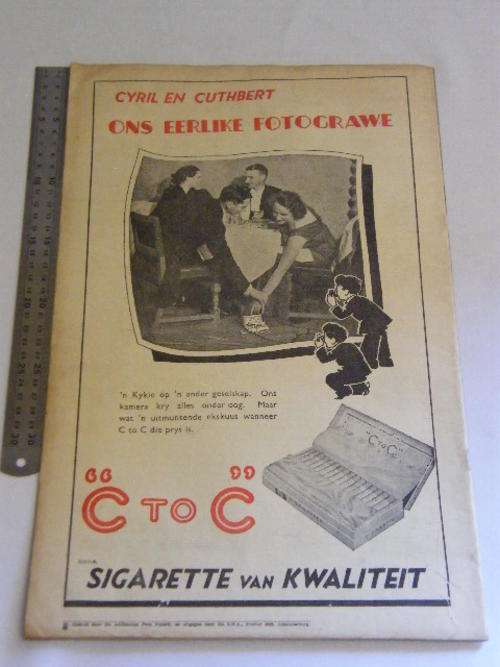 CYRIL EN CUTHBERT
ONS EERLIKE FOTOGRAWE
'n Kykie op 'n ander geselskap. Ons
kamera kry alles onder oog. Maar
wat 'n uitmuntende ekskuus wanneer
C to C die prys is.
"C TO C"
"C TO C"
SIGARETTE VAN KWALITEIT